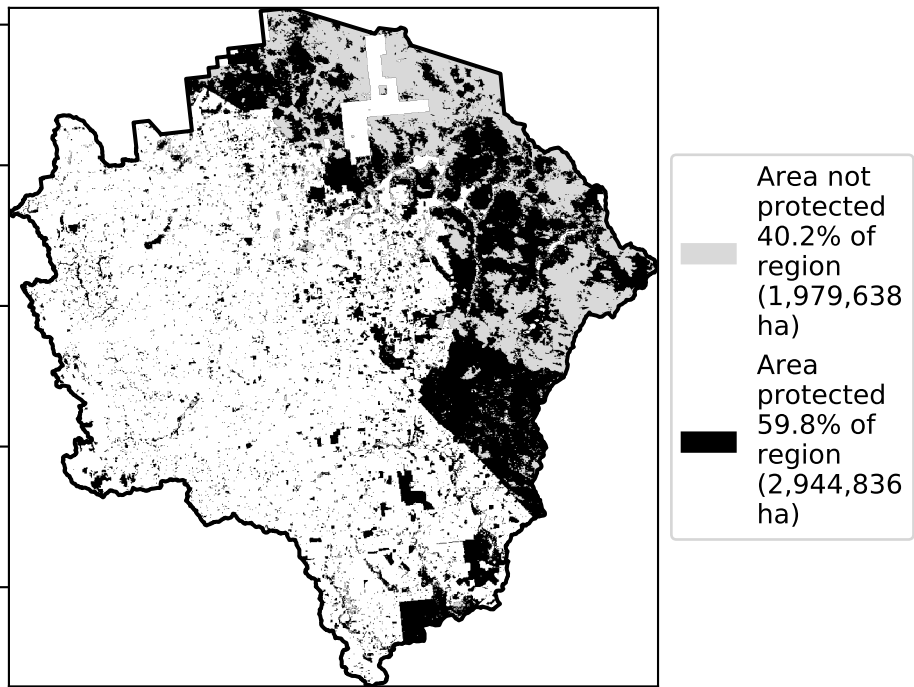 Area not
protected
40.2% of
region
(1,979,638
ha)
Area
protected
59.8% of
region
(2,944,836
ha)